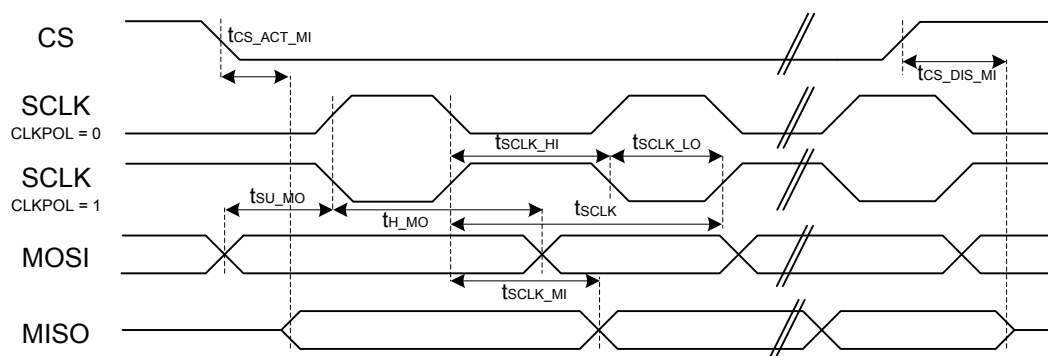 CS
tCS_ACT_MI
tCS_DIS_MI
SCLK
CLKPOL = 0
tSCLK_HI
tSCLK_LO
SCLK
CLKPOL = 1
tSU_MO
tH_MO
tSCLK
MOSI
tSCLK_MI
MISO